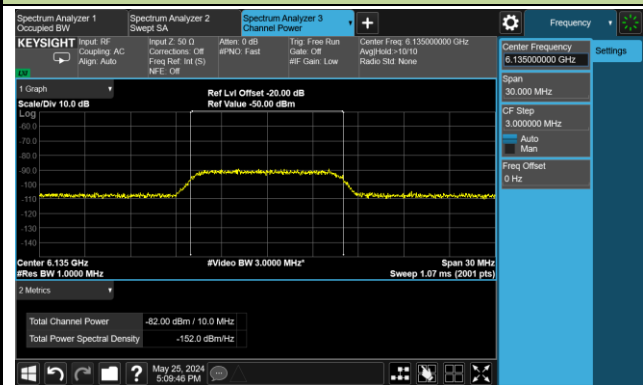 Spectrum Analyzer 1
Occupied BW
Spectrum Analyzer 2
Swept SA
Spectrum Analyzer 3
Channel Power
Frequency
KEYSIGHT
Input: RF
Coupling: AC
Align: Auto
Input Z: 50 Ω
Corrections: Off
Freq Ref: Int (S)
NFE: Off
Atten: 0 dB
#PNO: Fast
Trig: Free Run
Gate: Off
#IF Gain: Low
Center Freq: 6.135000000 GHz
Avg|Hold:>10/10
Radio Std: None
Center Frequency
6.135000000 GHz
Settings
Span
30.000 MHz
CF Step
3.000000 MHz
Auto
Man
Freq Offset
0 Hz
1 Graph
Scale/Div 10.0 dB
Ref Lvl Offset -20.00 dB
Ref Value -50.00 dBm
Log
-60.0
-70.0
-80.0
-90.0
-100
-110
-120
-130
-140
Center 6.135 GHz
#Res BW 1.0000 MHz
#Video BW 3.0000 MHz*
Span 30 MHz
Sweep 1.07 ms (2001 pts)
2 Metrics
Total Channel Power -82.00 dBm / 10.0 MHz
Total Power Spectral Density -152.0 dBm/Hz
May 25, 2024
5:09:46 PM